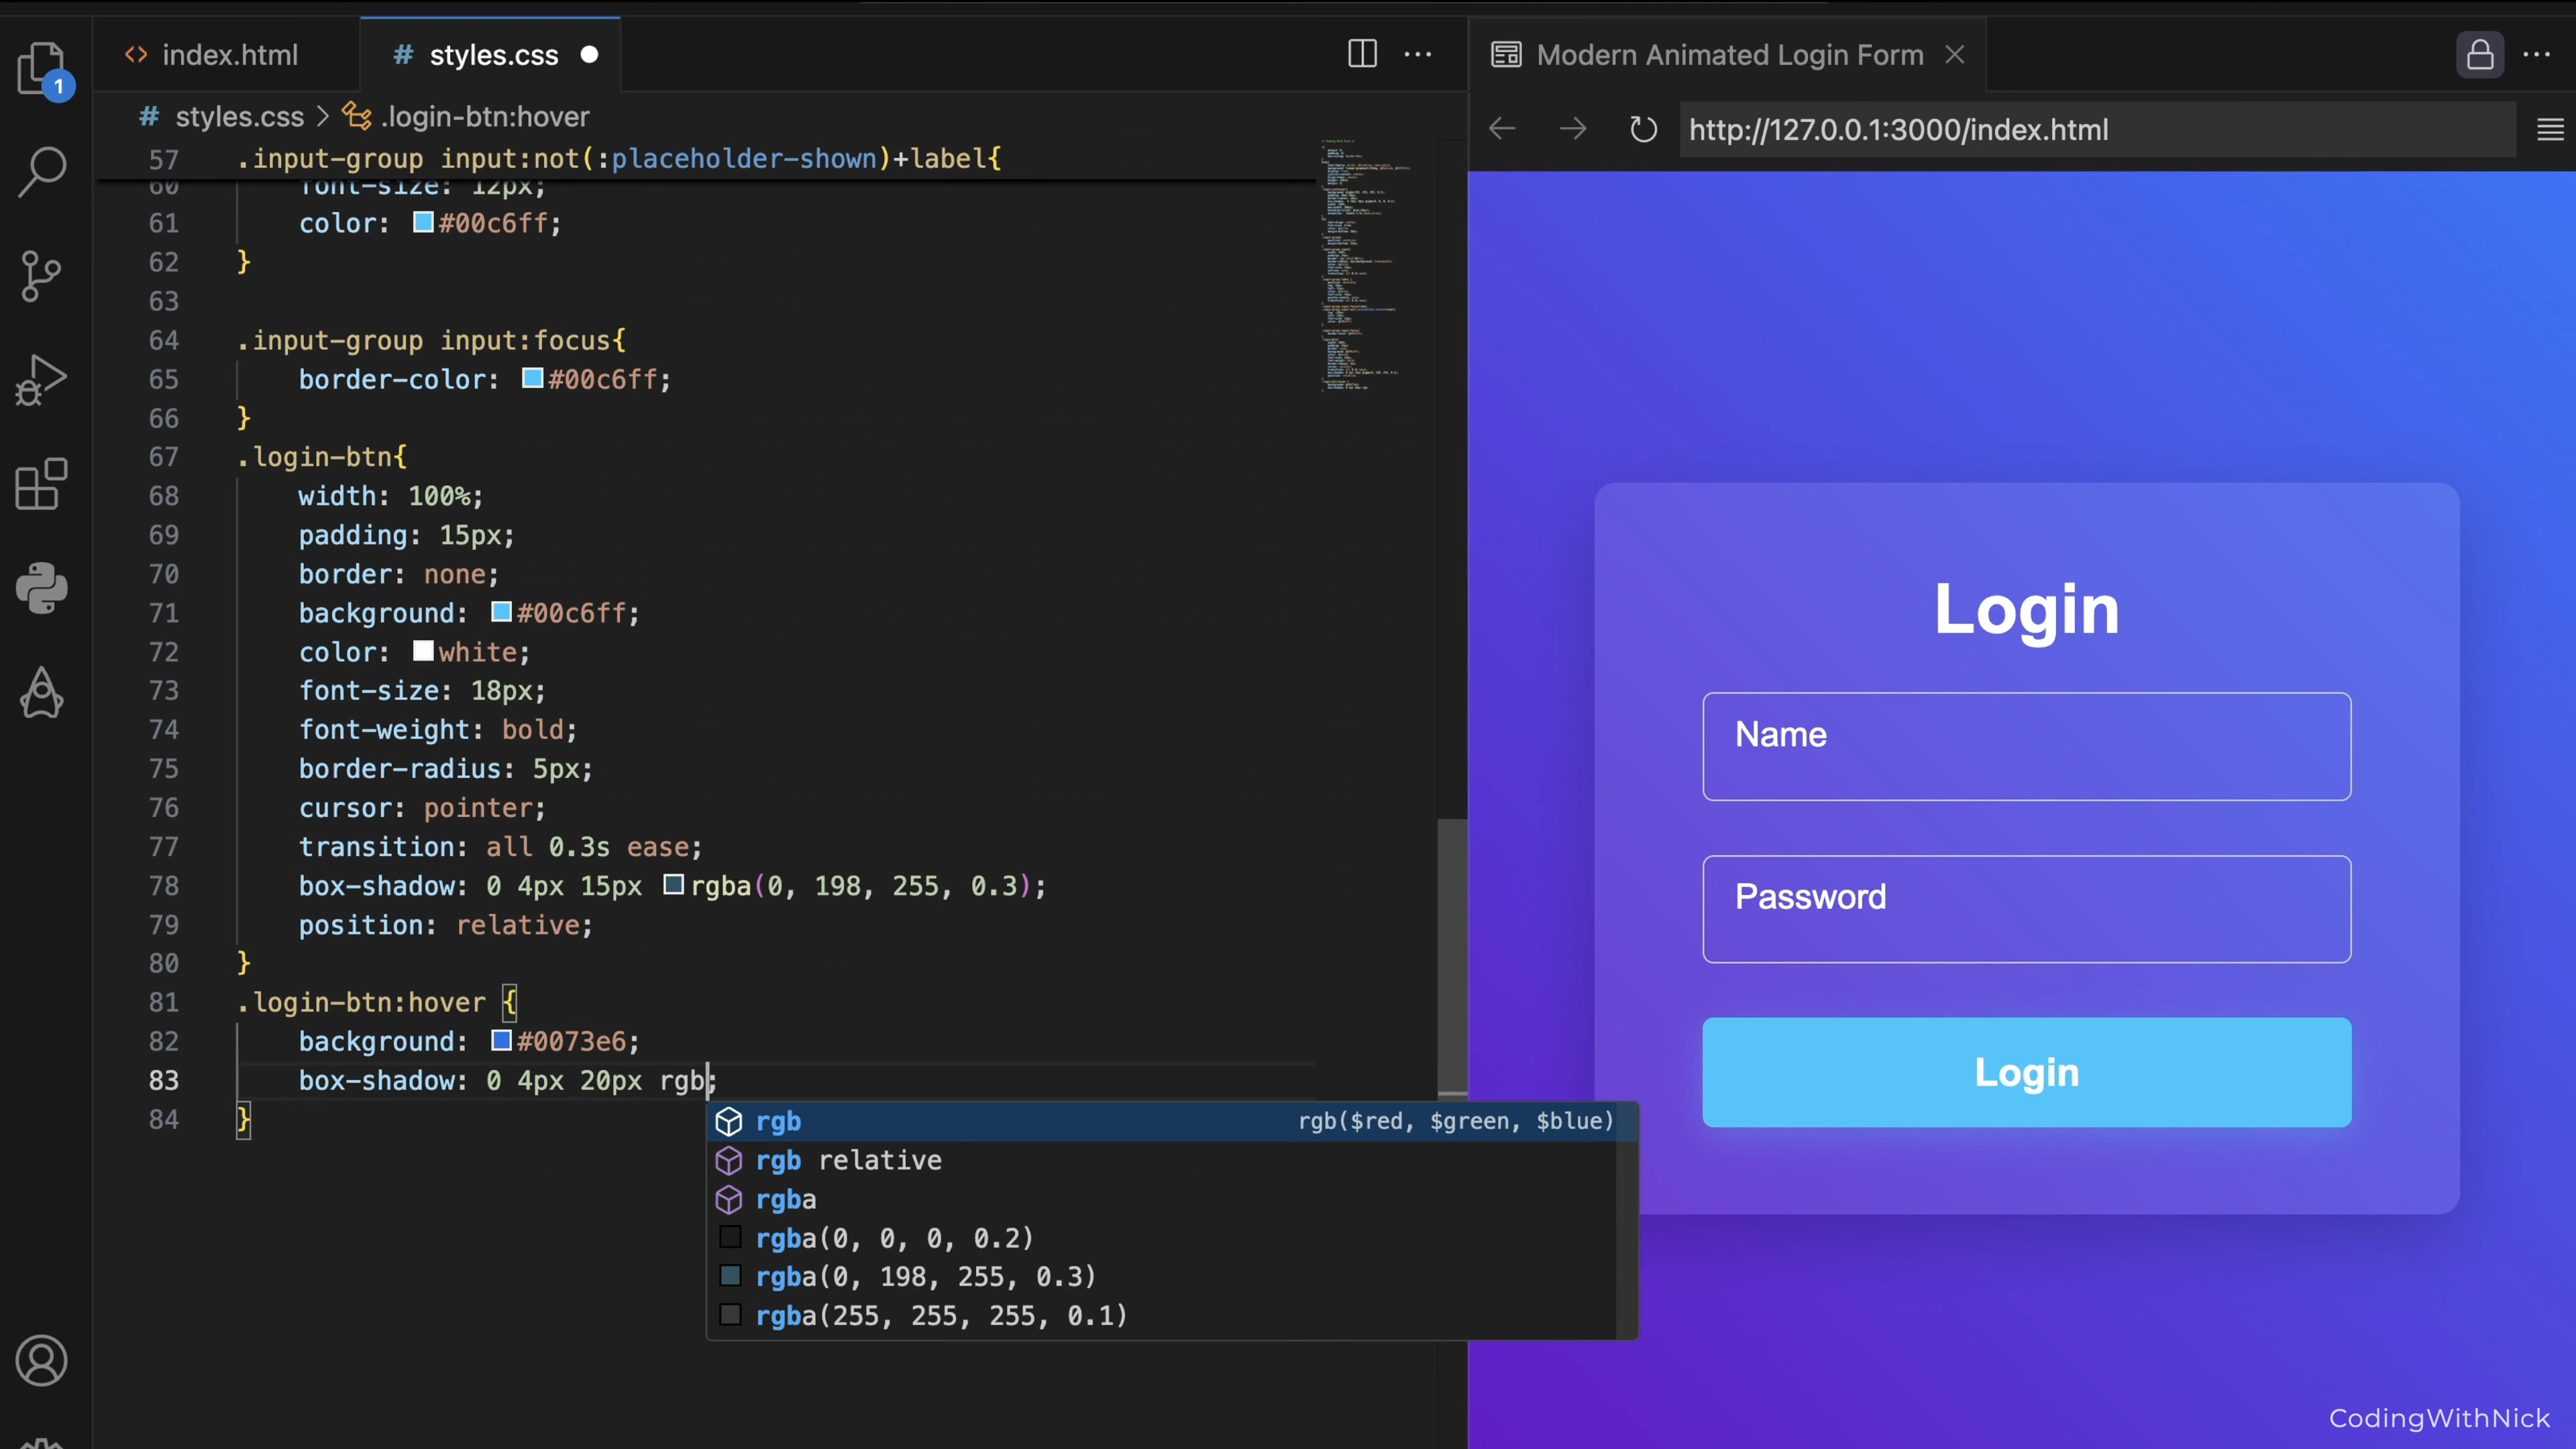 index.html
# styles.css
Modern Animated Login Form
1
# styles.css > .login-btn:hover
http://127.0.0.1:3000/index.html
57 .input-group input:not(:placeholder-shown)+label{
60 font-size: 12px;
61 color: #00c6ff;
62 }
63
64 .input-group input:focus{
65 border-color: #00c6ff;
66 }
67 .login-btn{
68 width: 100%;
69 padding: 15px;
70 border: none;
71 background: #00c6ff;
72 color: white;
73 font-size: 18px;
74 font-weight: bold;
75 border-radius: 5px;
76 cursor: pointer;
77 transition: all 0.3s ease;
78 box-shadow: 0 4px 15px rgba(0, 198, 255, 0.3);
79 position: relative;
80 }
81 .login-btn:hover {
82 background: #0073e6;
83 box-shadow: 0 4px 20px rgb;
84 }
rgb rgb($red, $green, $blue)
rgb relative
rgba
rgba(0, 0, 0, 0.2)
rgba(0, 198, 255, 0.3)
rgba(255, 255, 255, 0.1)
Login
Name
Password
Login
CodingWithNick